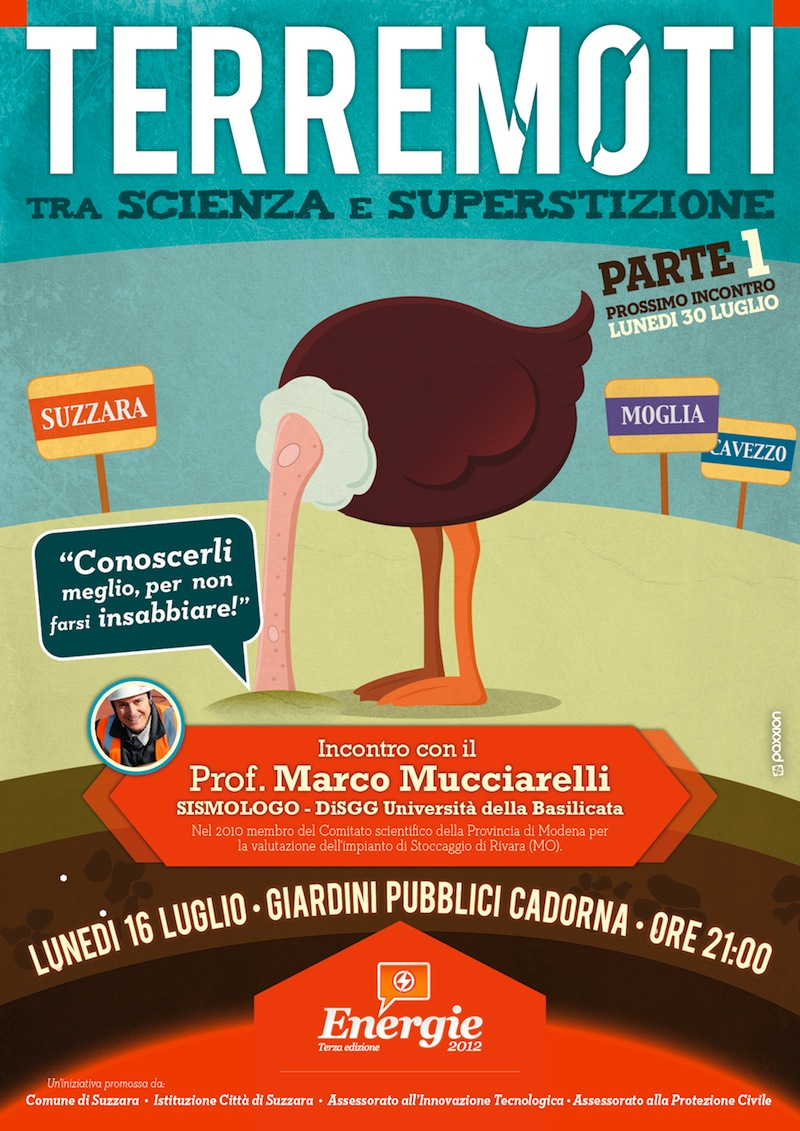 TERREMOTI
TRA SCIENZA E SUPERSTIZIONE
PARTE 1
PROSSIMO INCONTRO
LUNEDI 30 LUGLIO
SUZZARA
MOGLIA
CAVEZZO
“Conoscerli
meglio, per non
farsi insabbiare!”
paxxion
Incontro con il
Prof. Marco Mucciarelli
SISMOLOGO - DiSGG Università della Basilicata
Nel 2010 membro del Comitato scientifico della Provincia di Modena per
la valutazione dell'impianto di Stoccaggio di Rivara (MO).
LUNEDÌ 16 LUGLIO • GIARDINI PUBBLICI CADORNA • ORE 21:00
Energie
Terza edizione 2012
Un'iniziativa promossa da:
Comune di Suzzara • Istituzione Città di Suzzara • Assessorato all'Innovazione Tecnologica • Assessorato alla Protezione Civile